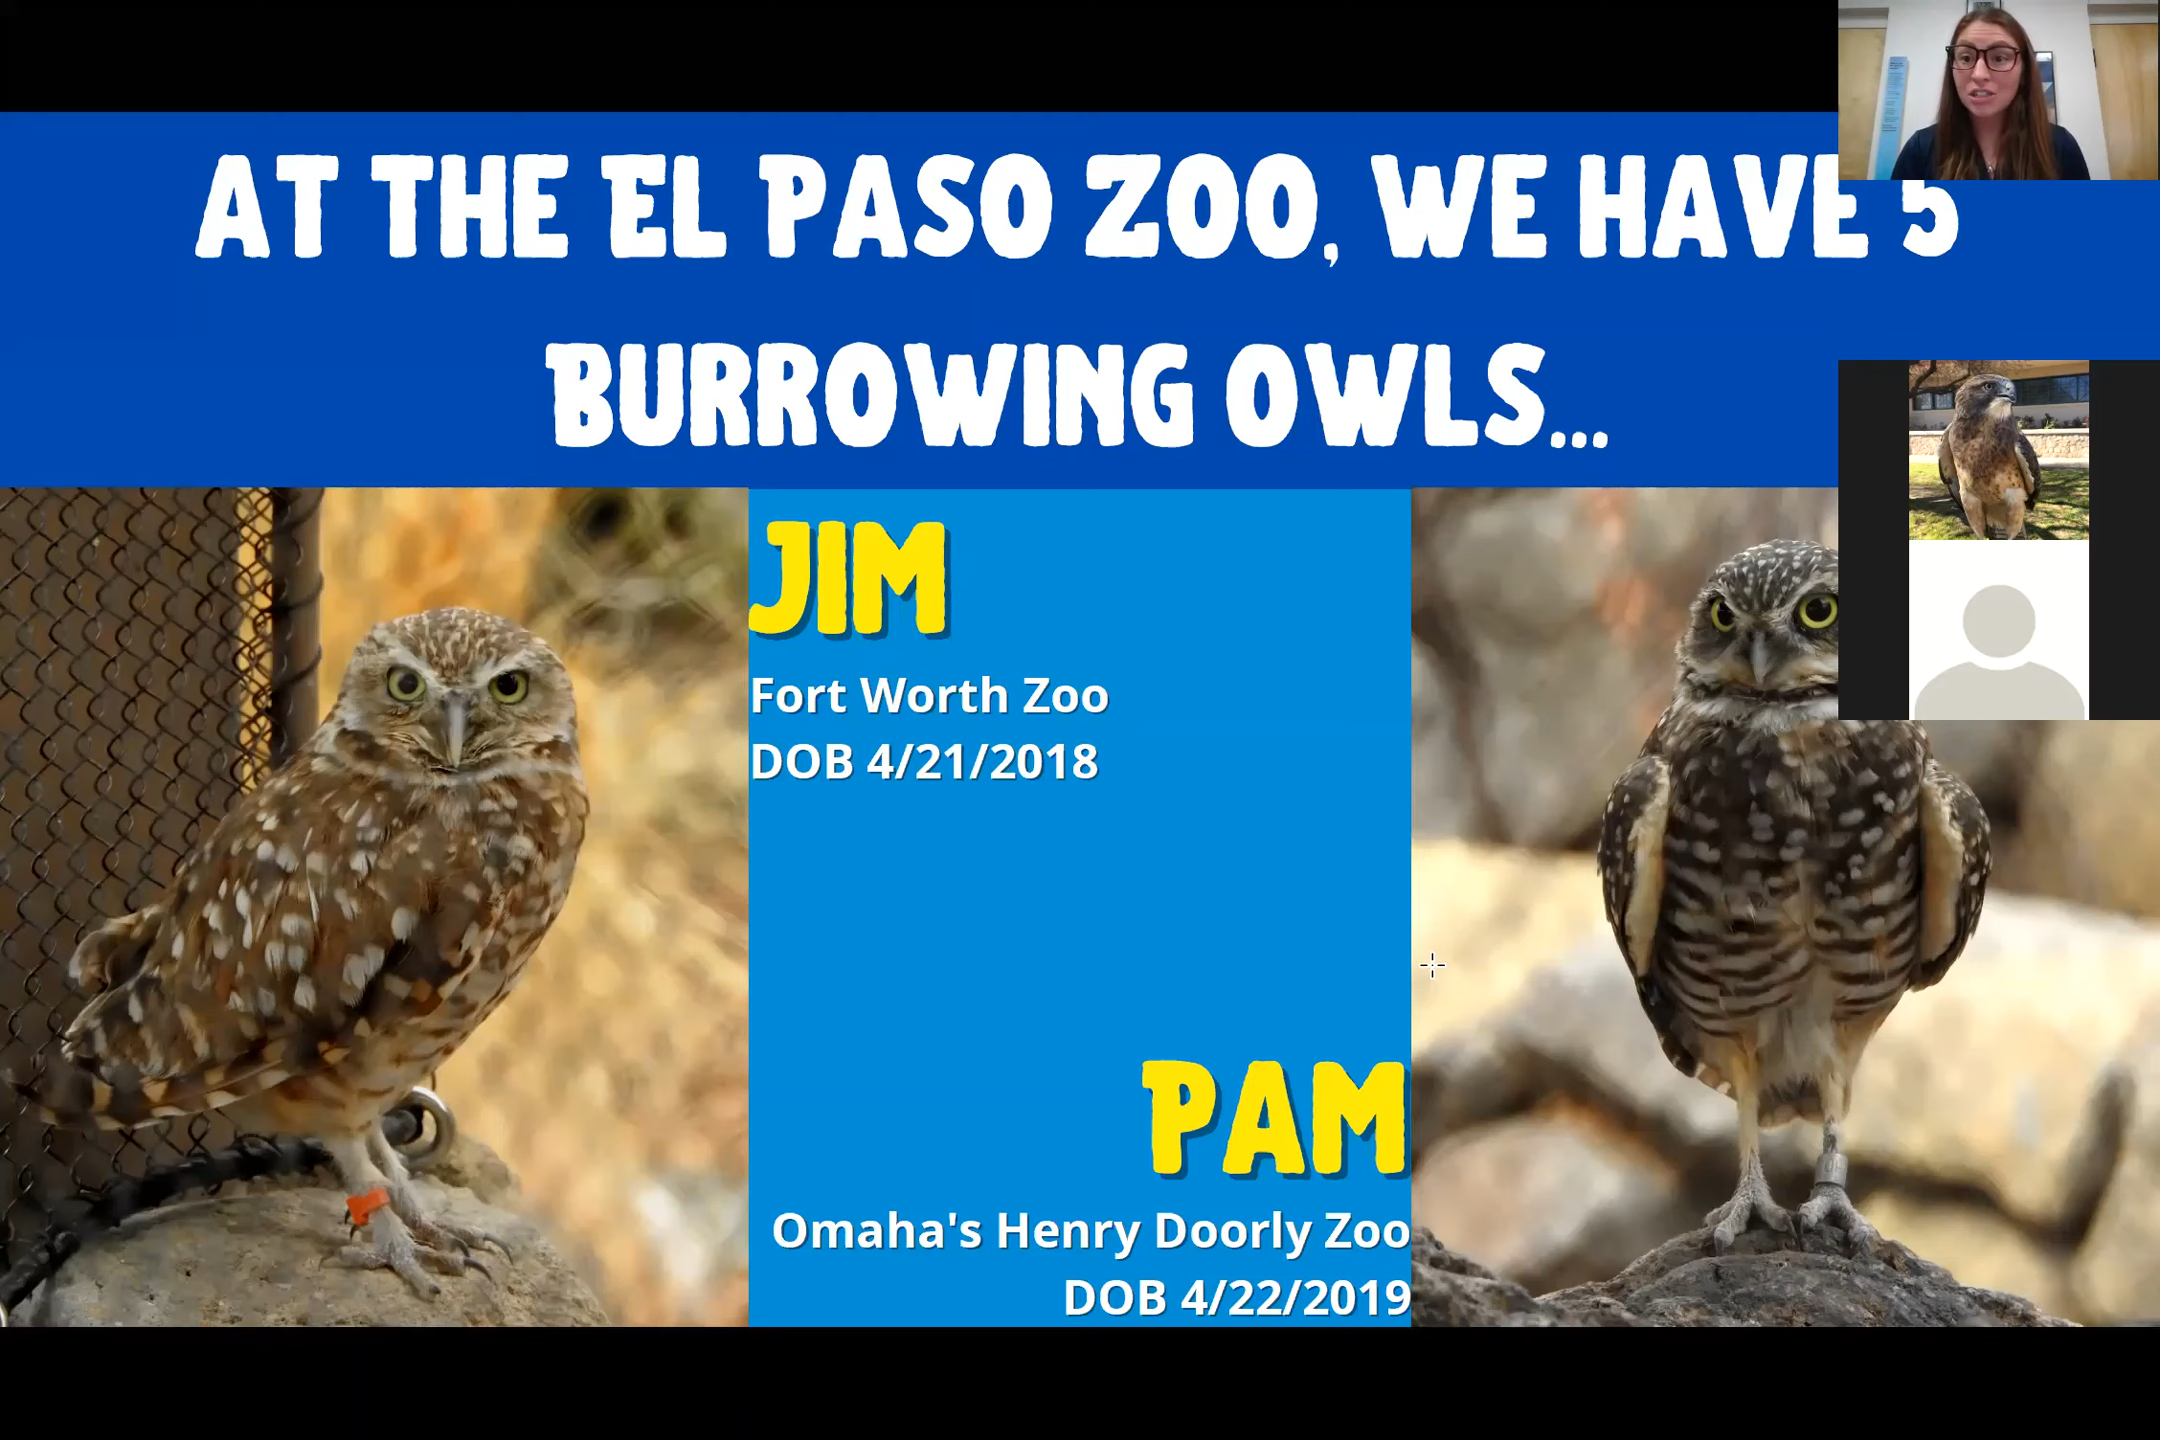 AT THE EL PASO ZOO, WE HAVE 5
BURROWING OWLS...
JIM
Fort Worth Zoo
DOB 4/21/2018
PAM
Omaha's Henry Doorly Zoo
DOB 4/22/2019